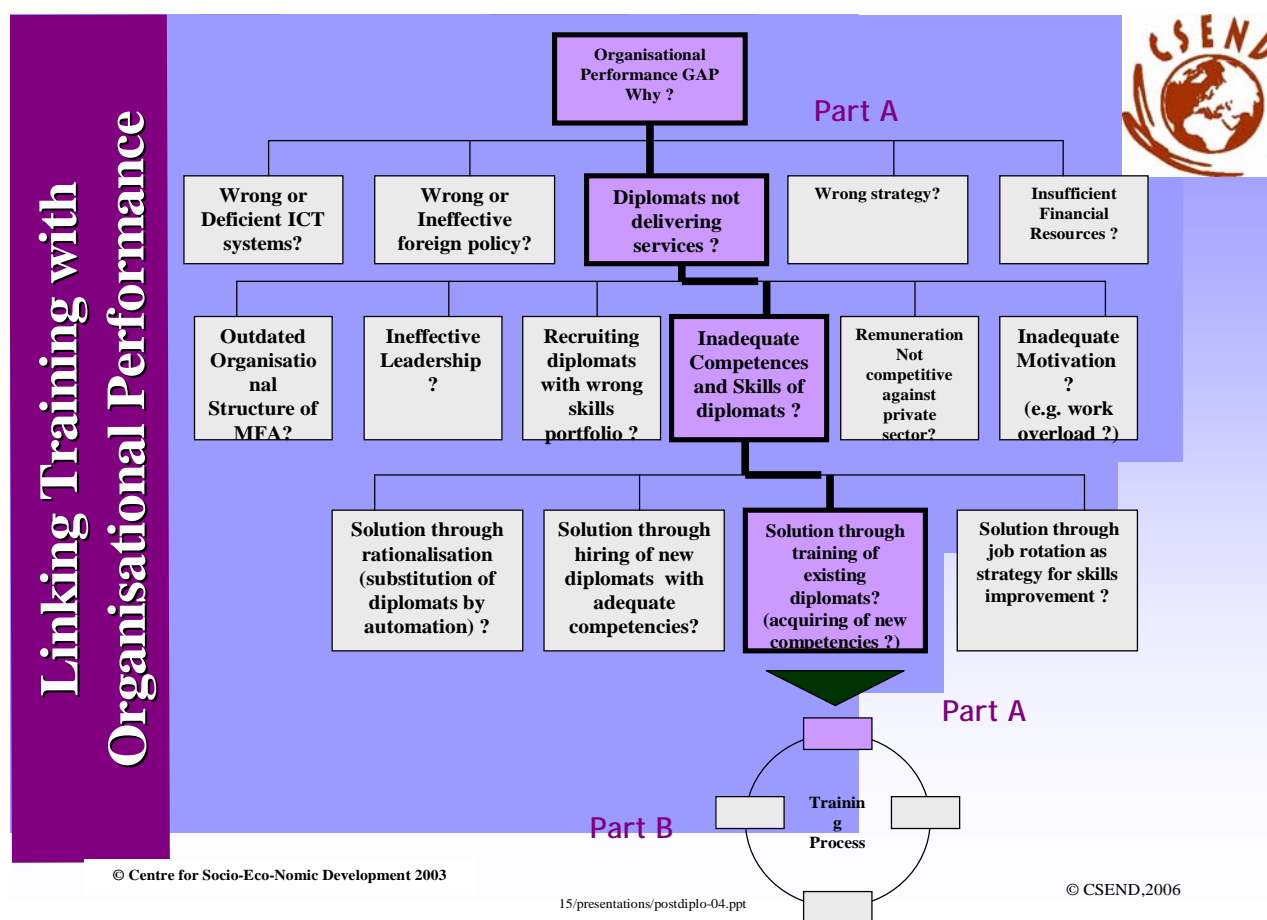 Linking Training with
Organisational Performance
Organisational
Performance GAP
Why ?
Part A
CSEND
Wrong or
Deficient ICT
systems?
Wrong or
Ineffective
foreign policy?
Diplomats not
delivering
services ?
Wrong strategy?
Insufficient
Financial
Resources ?
Outdated
Organisatio
nal
Structure of
MFA?
Ineffective
Leadership
?
Recruiting
diplomats
with wrong
skills
portfolio ?
Inadequate
Competences
and Skills of
diplomats ?
Remuneration
Not
competitive
against
private
sector?
Inadequate
Motivation
?
(e.g. work
overload ?)
Solution through
rationalisation
(substitution of
diplomats by
automation) ?
Solution through
hiring of new
diplomats with
adequate
competencies?
Solution through
training of
existing
diplomats?
(acquiring of new
competencies ?)
Solution through
job rotation as
strategy for skills
improvement ?
Part A
Trainin
g
Process
Part B
© Centre for Socio-Eco-Nomic Development 2003
15/presentations/postdiplo-04.ppt
© CSEND,2006